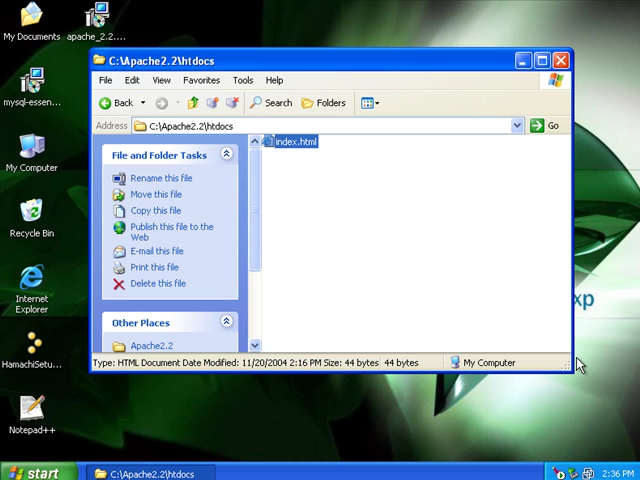 My Documents
apache_2.2....
mysql-essen...
My Computer
Recycle Bin
Internet
Explorer
HamachiSetu...
Notepad++
C:\Apache2.2\htdocs
File Edit View Favorites Tools Help
Back Search Folders
Address C:\Apache2.2\htdocs Go
File and Folder Tasks
Rename this file
Move this file
Copy this file
Publish this file to the
Web
E-mail this file
Print this file
Delete this file
Other Places
Apache2.2
index.html
Type: HTML Document Date Modified: 11/20/2004 2:16 PM Size: 44 bytes 44 bytes My Computer
xp
start C:\Apache2.2\htdocs 2:36 PM